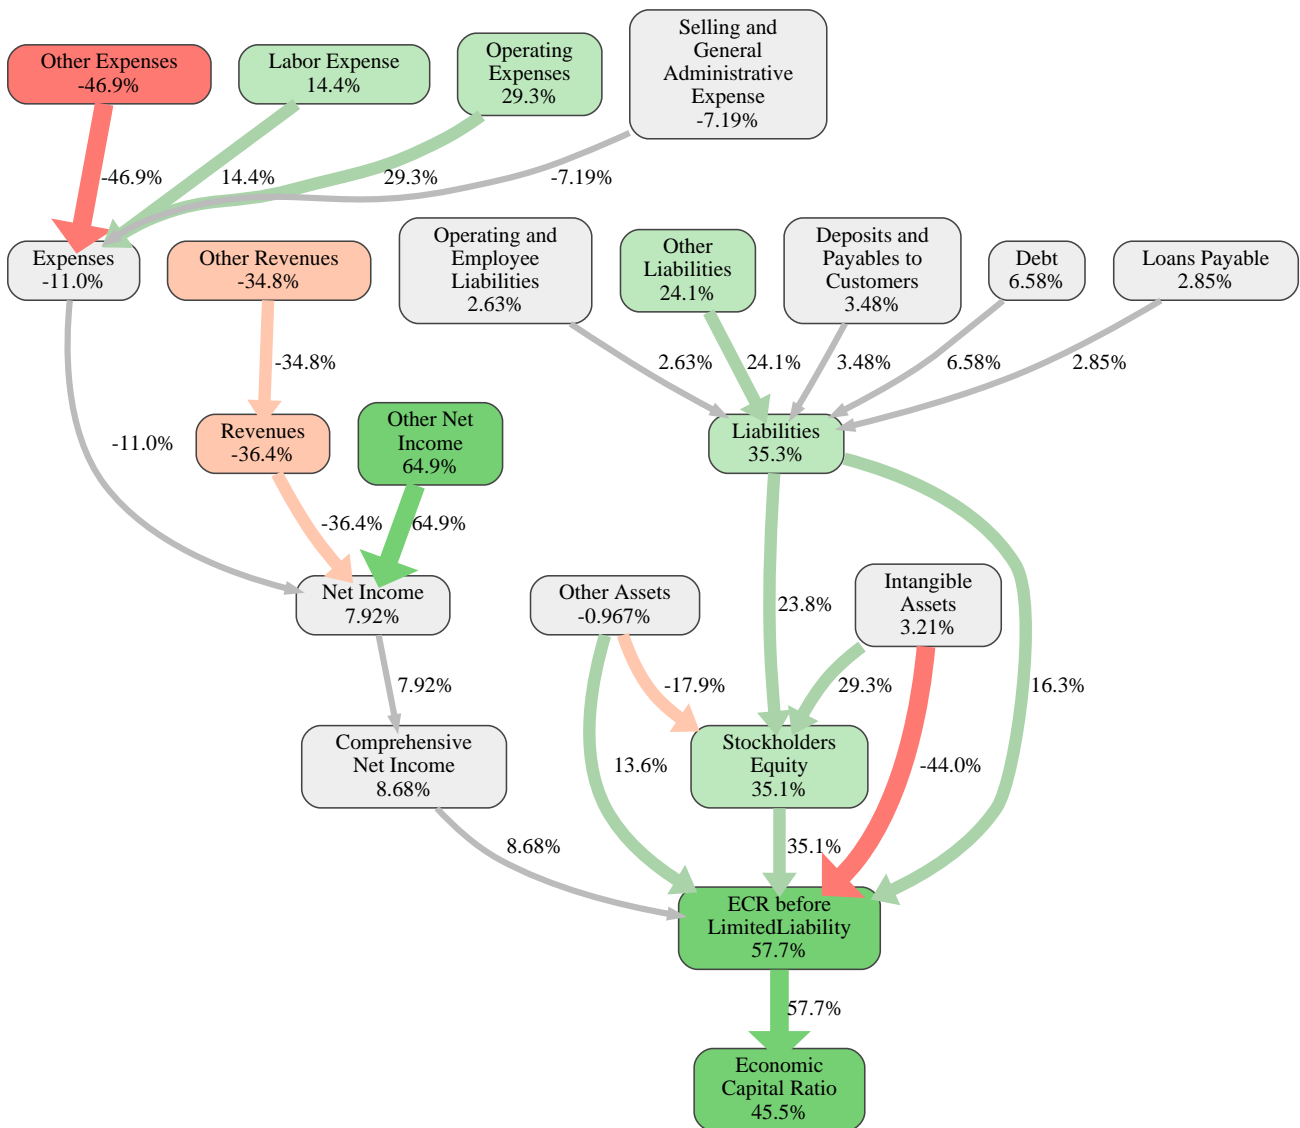 Other Expenses
-46.9%
Labor Expense
14.4%
Operating
Expenses
29.3%
Selling and
General
Administrative
Expense
-7.19%
-46.9%
14.4%
29.3%
-7.19%
Expenses
-11.0%
Other Revenues
-34.8%
Operating and
Employee
Liabilities
2.63%
Other
Liabilities
24.1%
Deposits and
Payables to
Customers
3.48%
Debt
6.58%
Loans Payable
2.85%
-34.8%
2.63%
24.1%
3.48%
6.58%
2.85%
-11.0%
Revenues
-36.4%
Other Net
Income
64.9%
Liabilities
35.3%
-36.4%
64.9%
Net Income
7.92%
Other Assets
-0.967%
23.8%
Intangible
Assets
3.21%
7.92%
-17.9%
29.3%
16.3%
Comprehensive
Net Income
8.68%
13.6%
Stockholders
Equity
35.1%
-44.0%
8.68%
35.1%
ECR before
LimitedLiability
57.7%
57.7%
Economic
Capital Ratio
45.5%